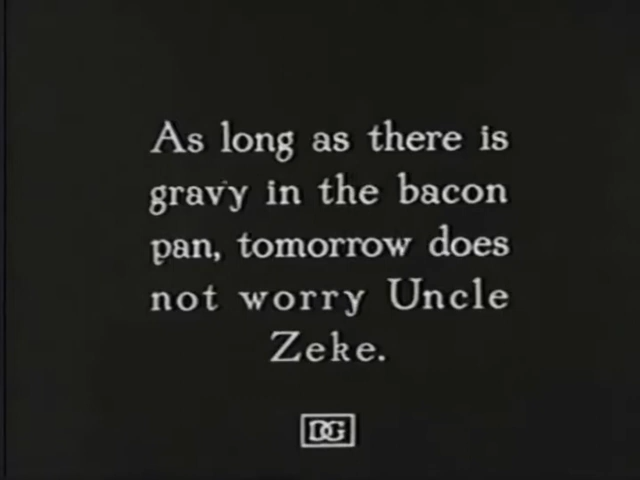 As long as there is
gravy in the bacon
pan, tomorrow does
not worry Uncle
Zeke.
DG